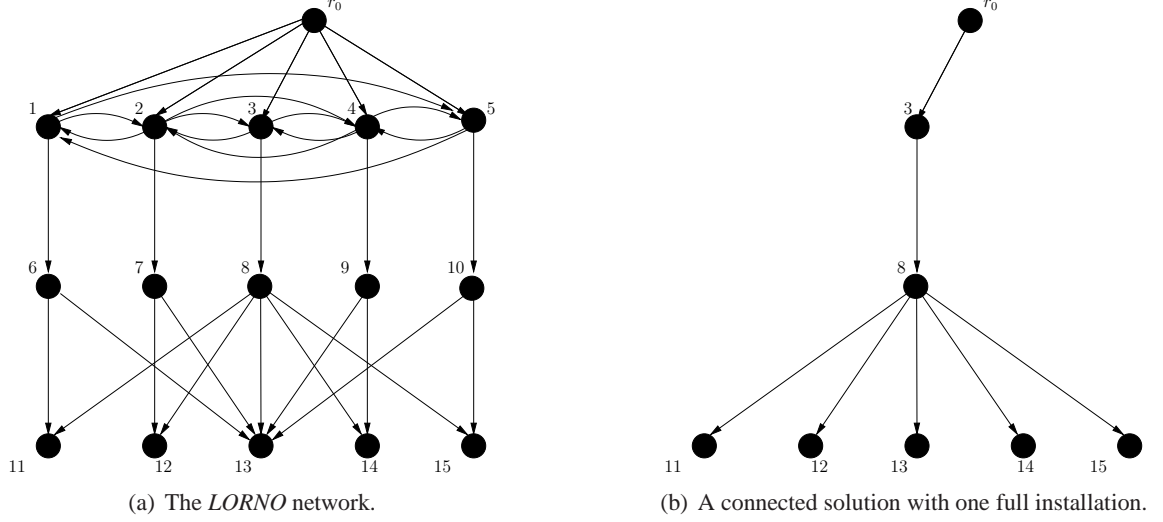 r₀
r₀
1 2 3 4 5
3
6 7 8 9 10
8
11 12 13 14 15
11 12 13 14 15
(a) The LORNO network.
(b) A connected solution with one full installation.